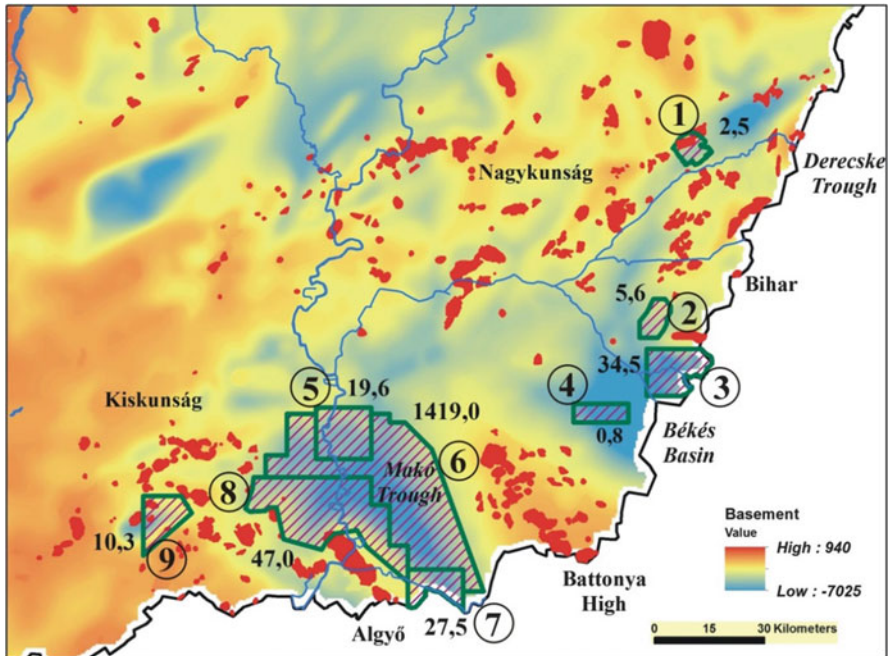 1
2,5
Derecske
Trough
Nagykunság
Bihar
5,6
2
34,5
3
4
0,8
Békés
Basin
5
19,6
1419,0
6
Kiskunság
Makó
Trough
8
10,3
9
47,0
Algyő
27,5
7
Battonya
High
Basement
Value
High : 940
Low : -7025
0 15 30 Kilometers